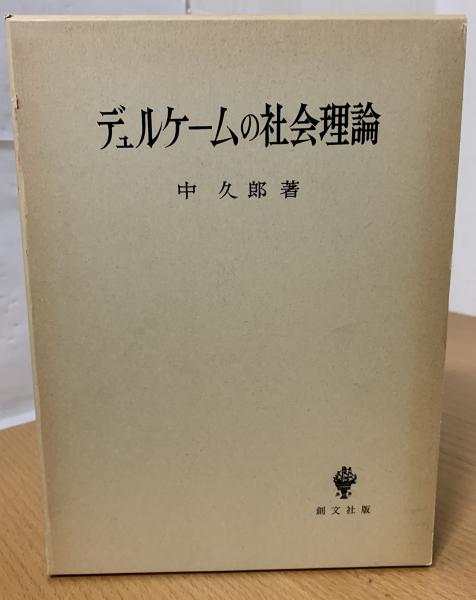 デュルケームの社会理論
中 久 郎 著
創文社版